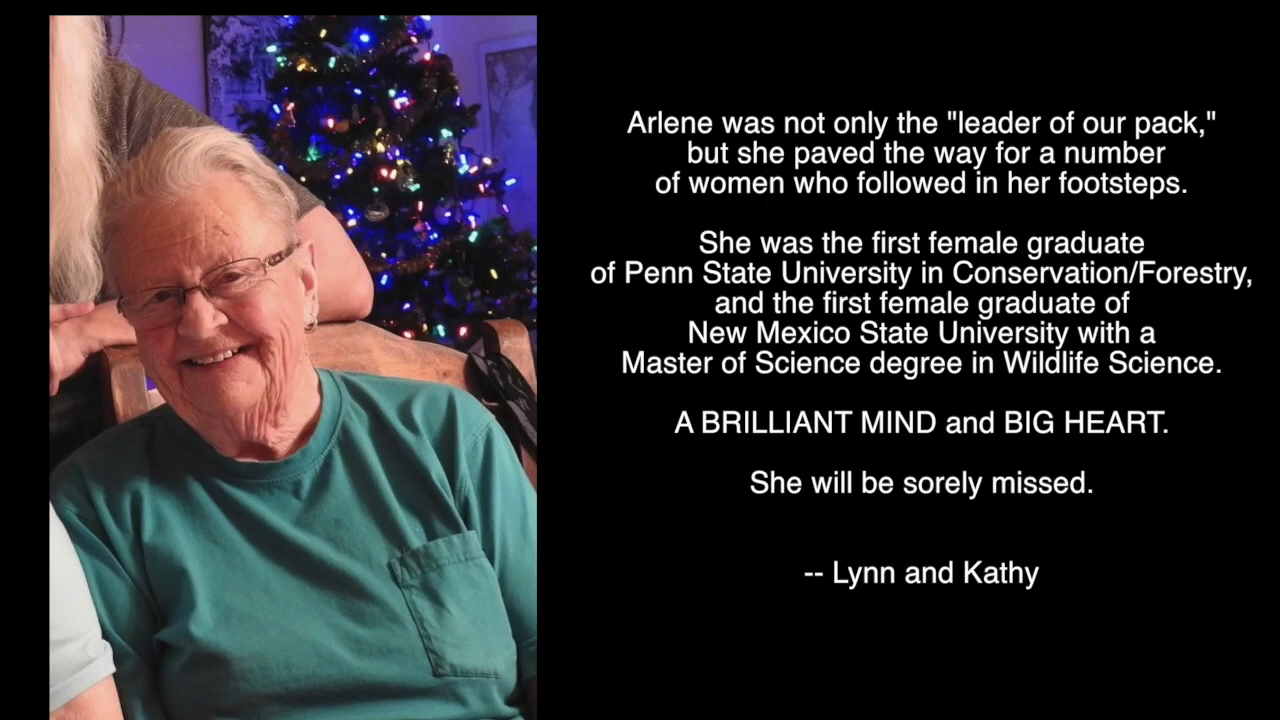 Arlene was not only the "leader of our pack,"
but she paved the way for a number
of women who followed in her footsteps.
She was the first female graduate
of Penn State University in Conservation/Forestry,
and the first female graduate of
New Mexico State University with a
Master of Science degree in Wildlife Science.
A BRILLIANT MIND and BIG HEART.
She will be sorely missed.
-- Lynn and Kathy